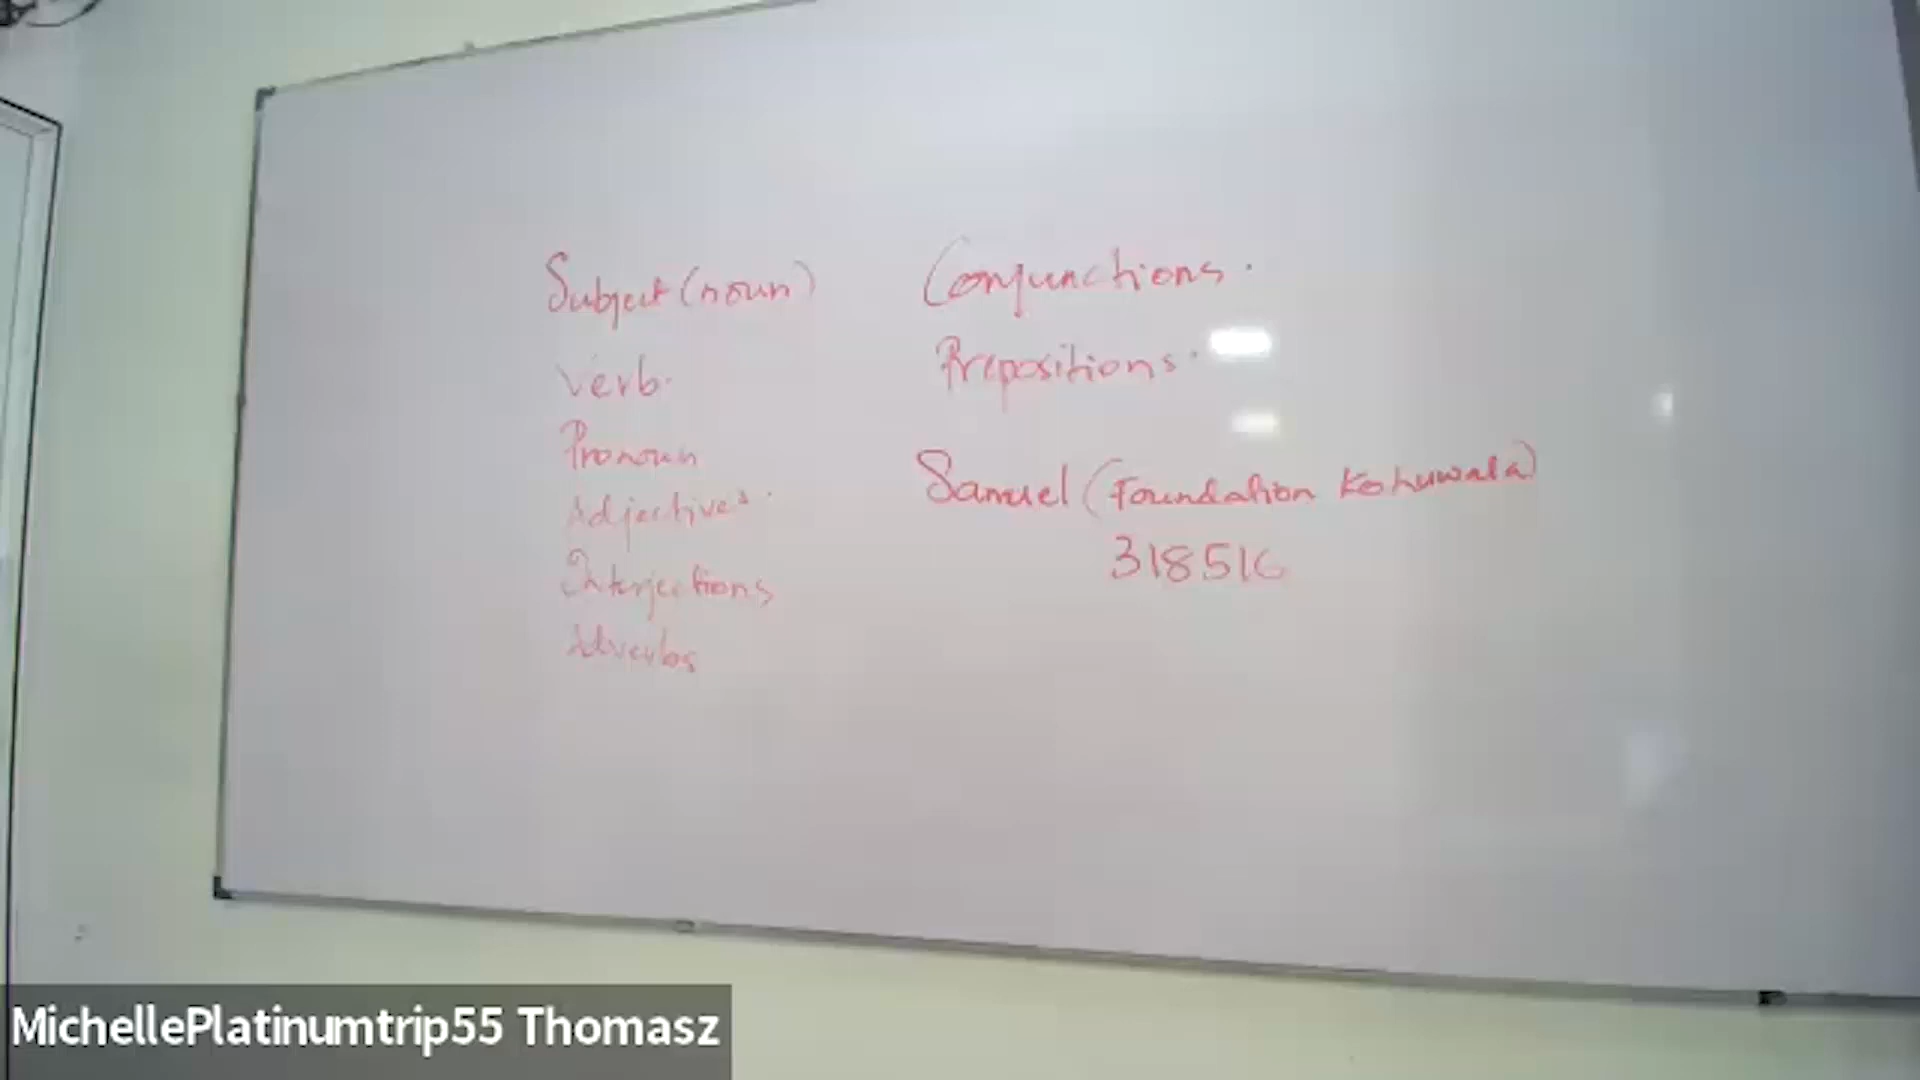 Subject (noun)
Verb.
Pronoun
Adjectives.
Interjections
Adverbs
Conjunctions.
Prepositions.
Samuel (Foundation Kohuwala)
318516
MichellePlatinumtrip55 Thomasz